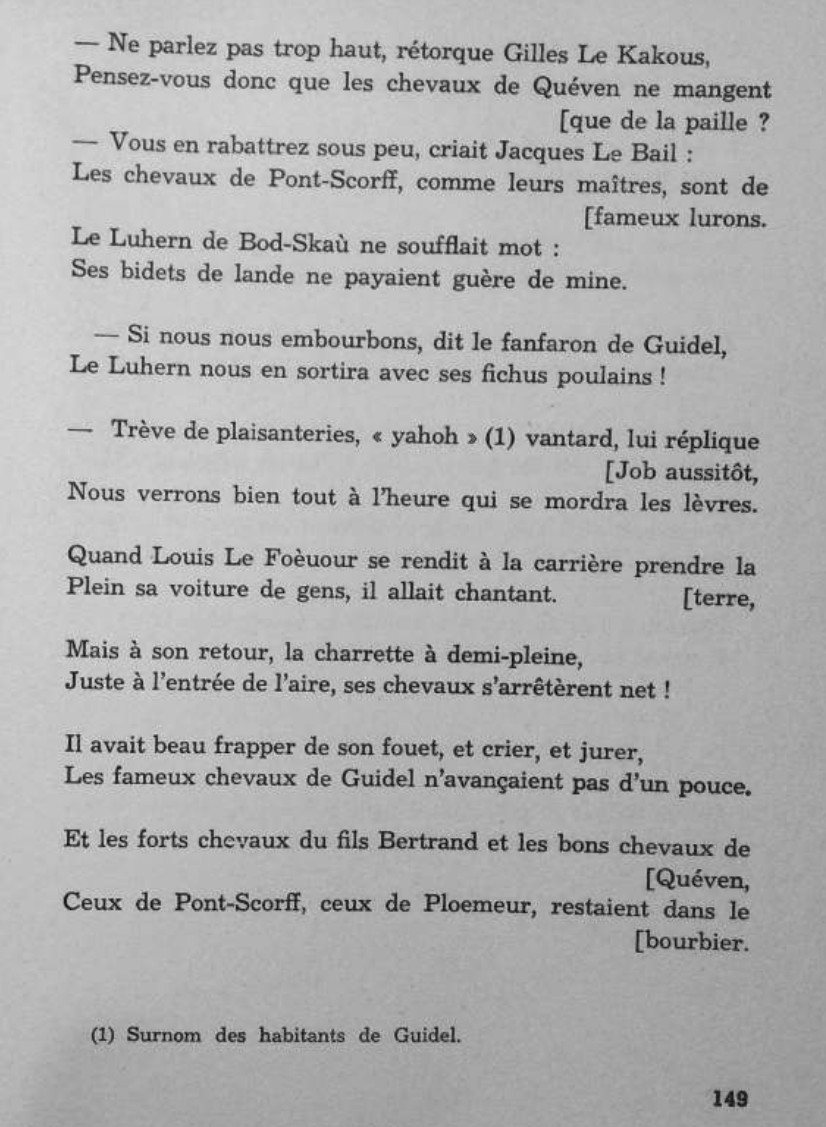 — Ne parlez pas trop haut, rétorque Gilles Le Kakous,
Pensez-vous donc que les chevaux de Quéven ne mangent
[que de la paille ?
— Vous en rabattrez sous peu, criait Jacques Le Bail :
Les chevaux de Pont-Scorff, comme leurs maîtres, sont de
[fameux lurons.
Le Luhern de Bod-Skaù ne soufflait mot :
Ses bidets de lande ne payaient guère de mine.
— Si nous nous embourbons, dit le fanfaron de Guidel,
Le Luhern nous en sortira avec ses fichus poulains !
— Trève de plaisanteries, « yahoh » (1) vantard, lui réplique
[Job aussitôt,
Nous verrons bien tout à l'heure qui se mordra les lèvres.
Quand Louis Le Foèuour se rendit à la carrière prendre la
Plein sa voiture de gens, il allait chantant. [terre,
Mais à son retour, la charrette à demi-pleine,
Juste à l'entrée de l'aire, ses chevaux s'arrêtèrent net !
Il avait beau frapper de son fouet, et crier, et jurer,
Les fameux chevaux de Guidel n'avançaient pas d'un pouce.
Et les forts chevaux du fils Bertrand et les bons chevaux de
[Quéven,
Ceux de Pont-Scorff, ceux de Ploemeur, restaient dans le
[bourbier.
(1) Surnom des habitants de Guidel.
149